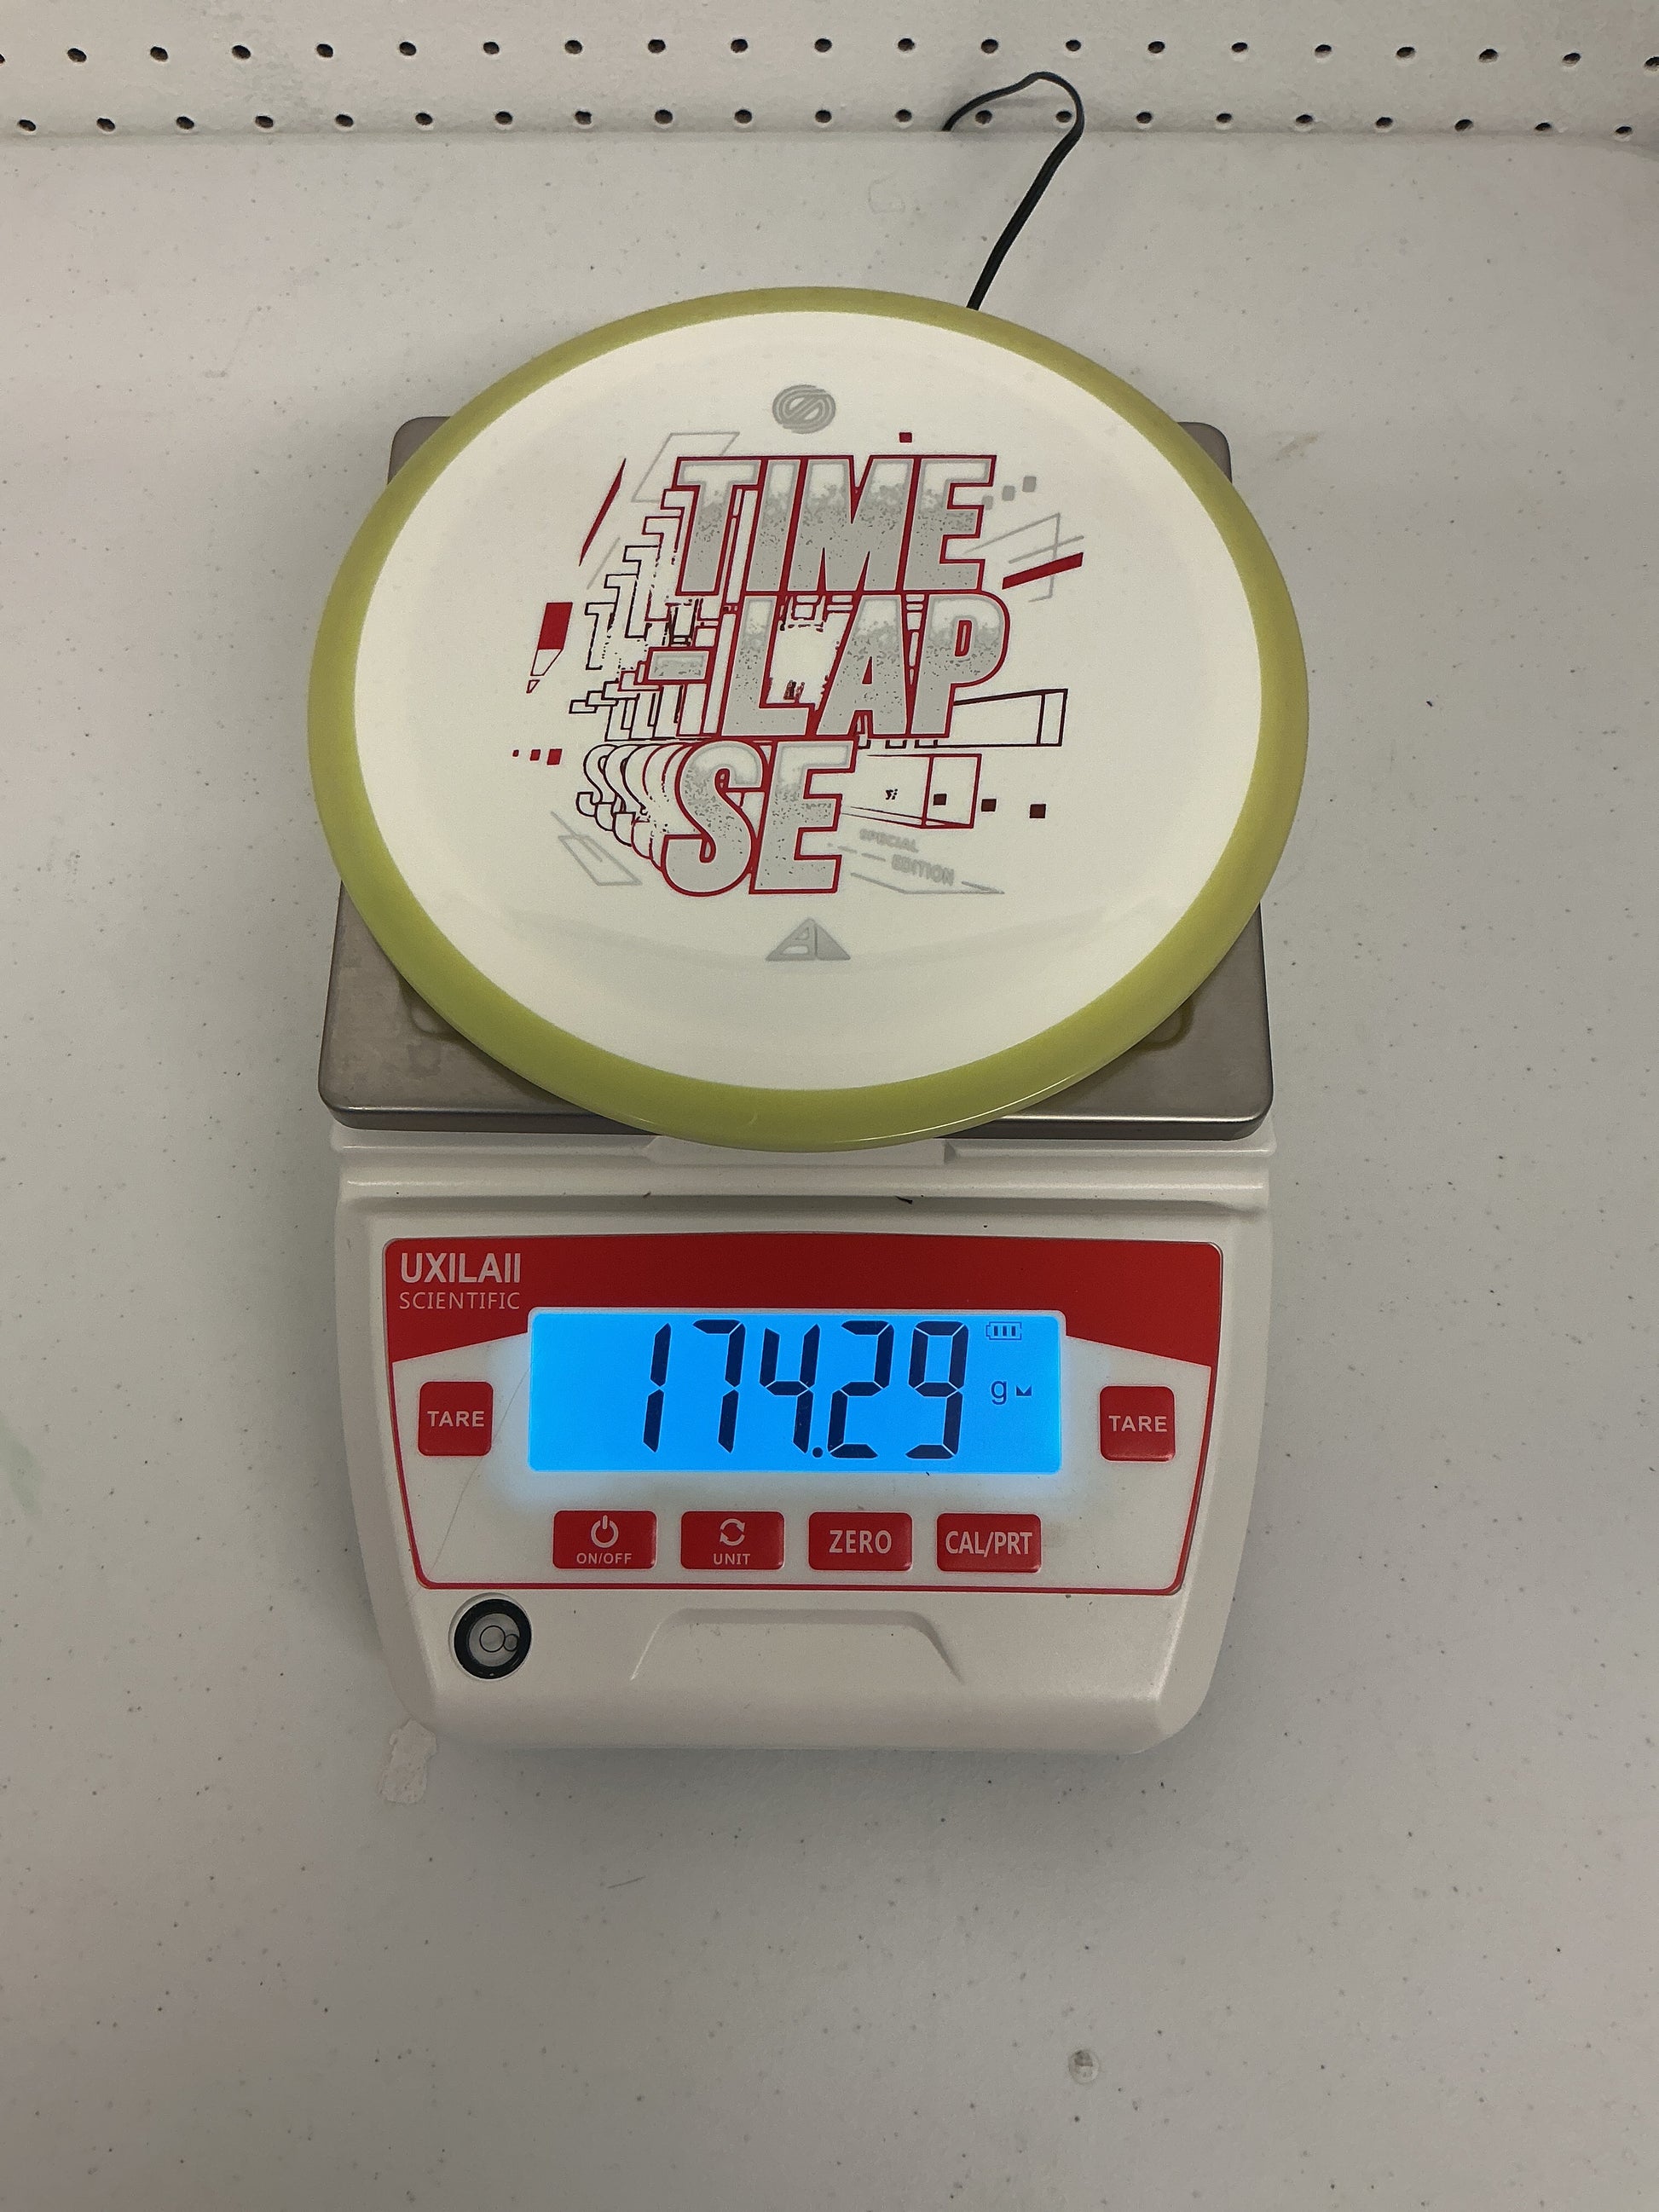 TIME
-LAP
SE
SPECIAL
EDITION
UXILAII
SCIENTIFIC
174.29
g
TARE
TARE
ON/OFF
UNIT
ZERO
CAL/PRT